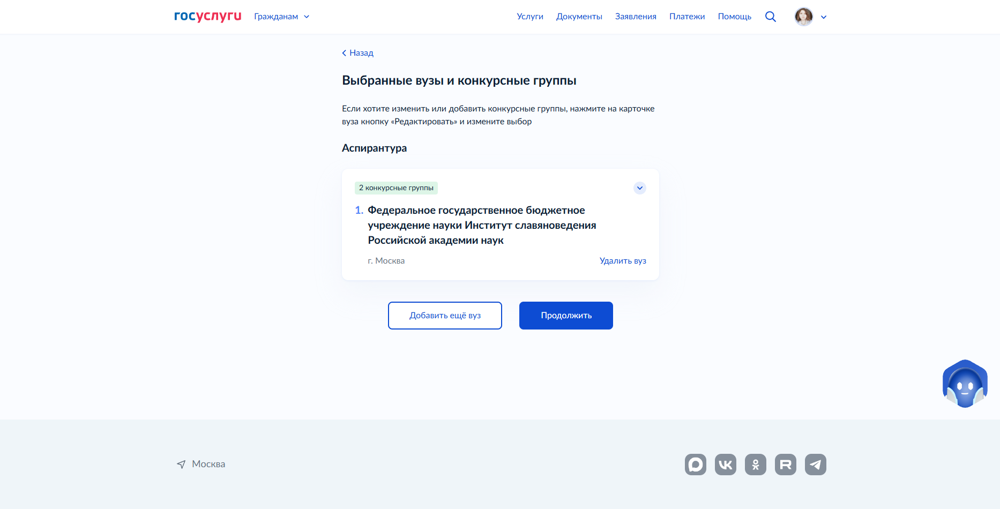 госуслуги
Гражданам
Услуги
Документы
Заявления
Платежи
Помощь
Назад
Выбранные вузы и конкурсные группы
Если хотите изменить или добавить конкурсные группы, нажмите на карточке
вуза кнопку «Редактировать» и измените выбор
Аспирантура
2 конкурсные группы
1. Федеральное государственное бюджетное
учреждение науки Институт славяноведения
Российской академии наук
г. Москва
Удалить вуз
Добавить ещё вуз
Продолжить
Москва